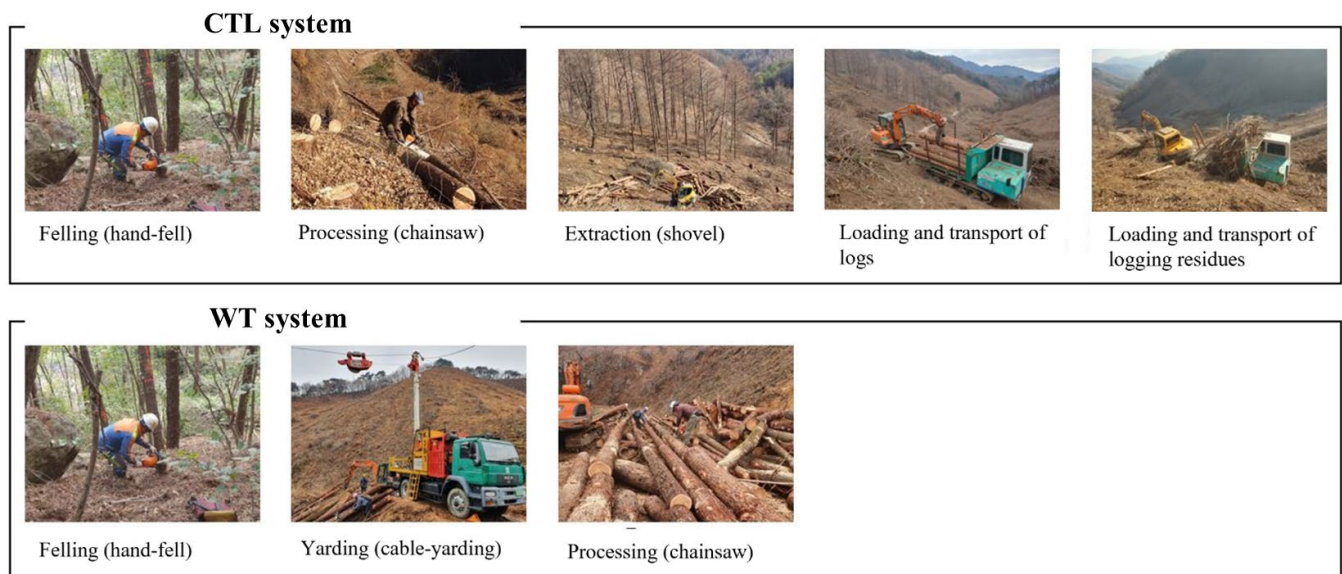 CTL system
Felling (hand-fell)
Processing (chainsaw)
Extraction (shovel)
Loading and transport of
logs
Loading and transport of
logging residues
WT system
Felling (hand-fell)
Yarding (cable-yarding)
Processing (chainsaw)